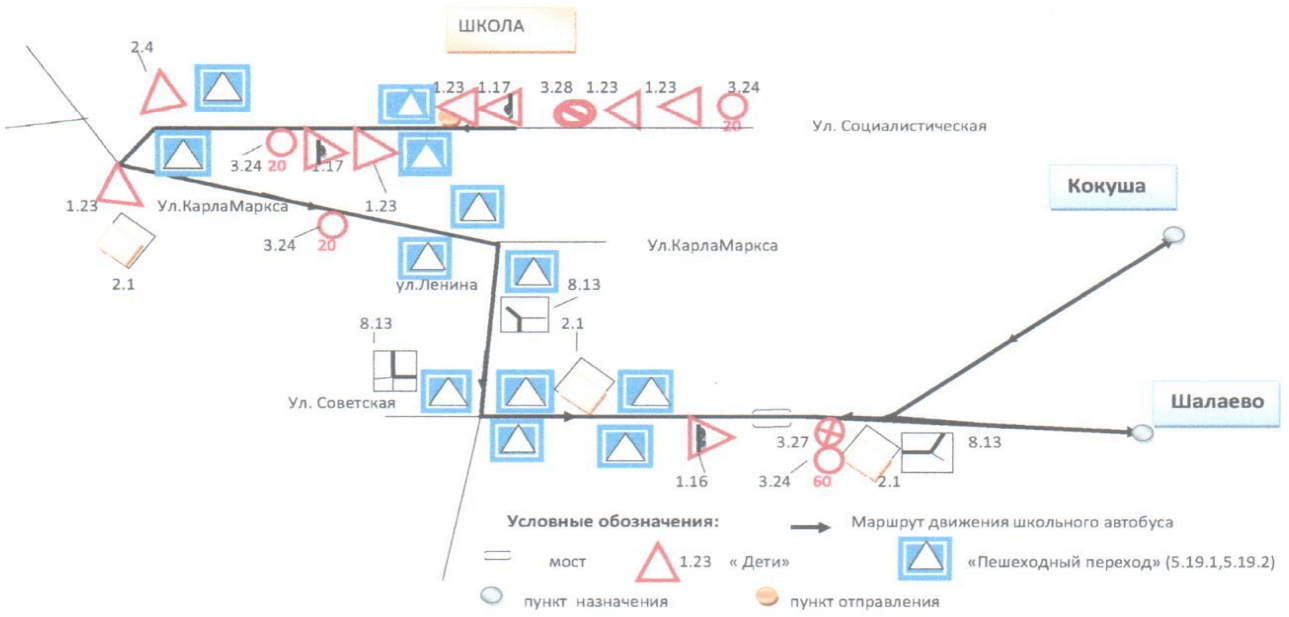 ШКОЛА
2.4
1.23 1.17 3.28 1.23 1.23 3.24
20
Ул. Социалистическая
3.24 20 1.17
1.23 Ул.КарлаМаркса 1.23
Кокуша
3.24 20
Ул.КарлаМаркса
2.1
ул.Ленина
8.13
8.13
2.1
Ул. Советская
Шалаево
3.27
8.13
1.16 3.24 60 2.1
Условные обозначения:
Маршрут движения школьного автобуса
мост
1.23 « Дети»
«Пешеходный переход» (5.19.1,5.19.2)
пункт назначения
пункт отправления